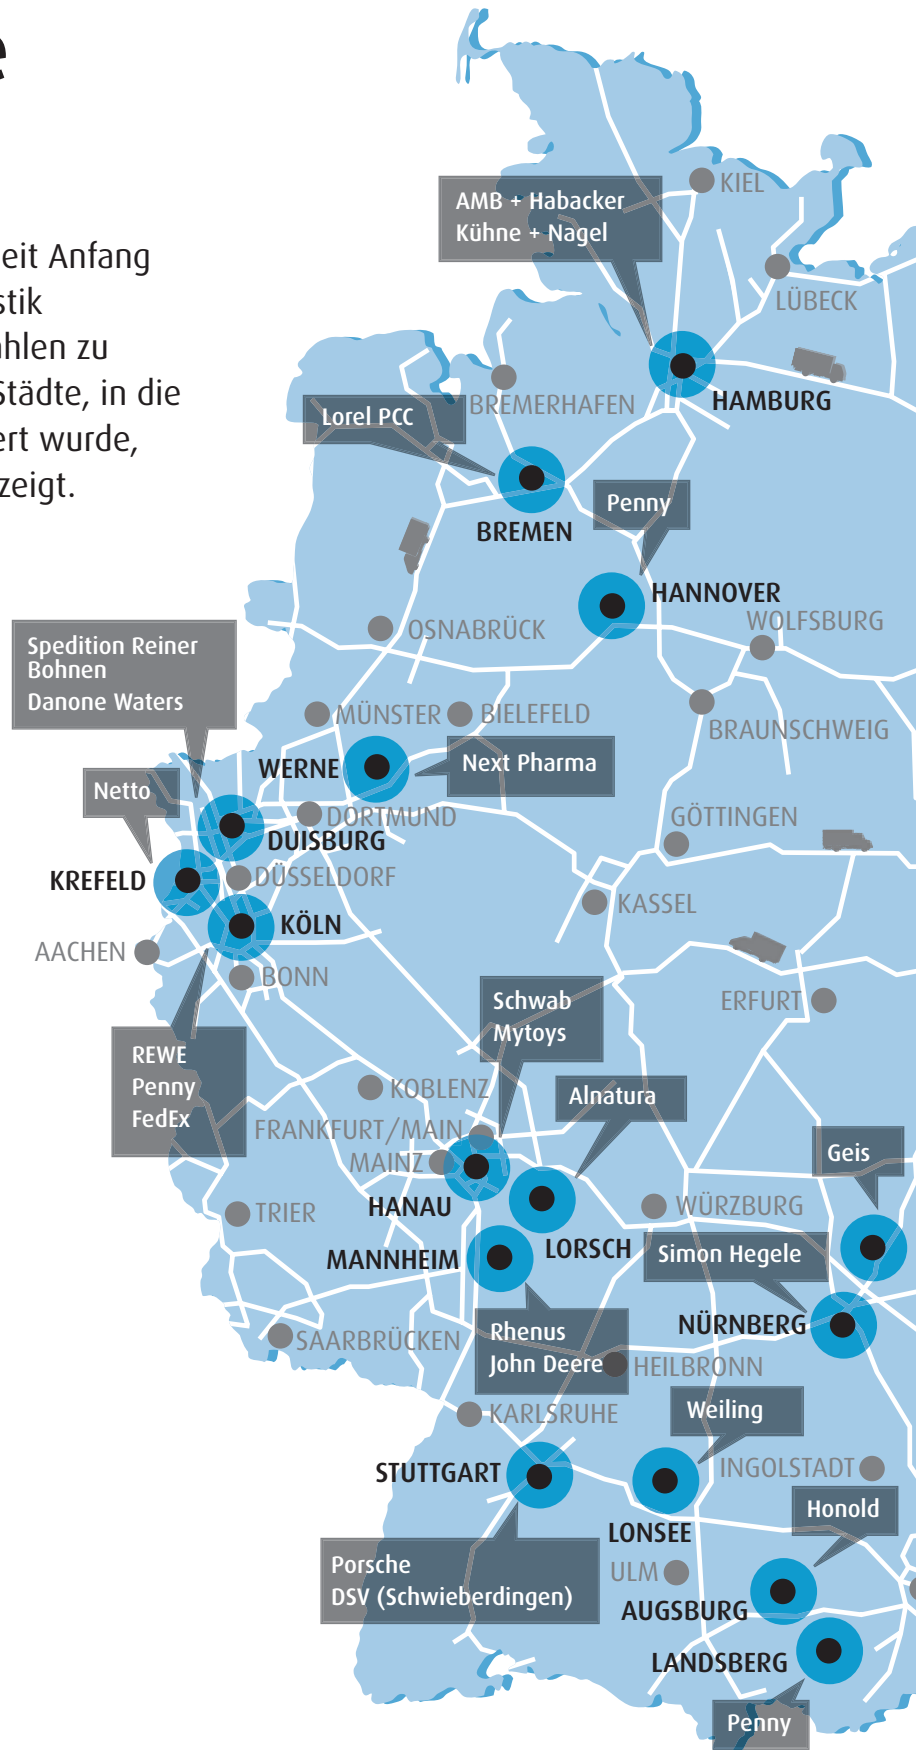 e
eit Anfang
stik
ahlen zu
Städte, in die
ert wurde,
zeigt.
KIEL
AMB + Habacker
Kühne + Nagel
LÜBECK
HAMBURG
BREMERHAFEN
Lorel PCC
BREMEN
Penny
HANNOVER
OSNABRÜCK
WOLFSBURG
Spedition Reiner
Bohnen
Danone Waters
MÜNSTER
BIELEFELD
BRAUNSCHWEIG
WERNE
Next Pharma
Netto
DORTMUND
DUISBURG
GÖTTINGEN
KREFELD
DÜSSELDORF
KASSEL
KÖLN
AACHEN
BONN
ERFURT
Schwab
Mytoys
REWE
Penny
FedEx
KOBLENZ
Alnatura
FRANKFURT/MAIN
MAINZ
Geis
HANAU
TRIER
WÜRZBURG
LORSCH
MANNHEIM
Simon Hegele
NÜRNBERG
Rhenus
John Deere
SAARBRÜCKEN
HEILBRONN
KARLSRUHE
Weiling
STUTTGART
INGOLSTADT
Honold
LONSEE
Porsche
DSV (Schwieberdingen)
ULM
AUGSBURG
LANDSBERG
Penny